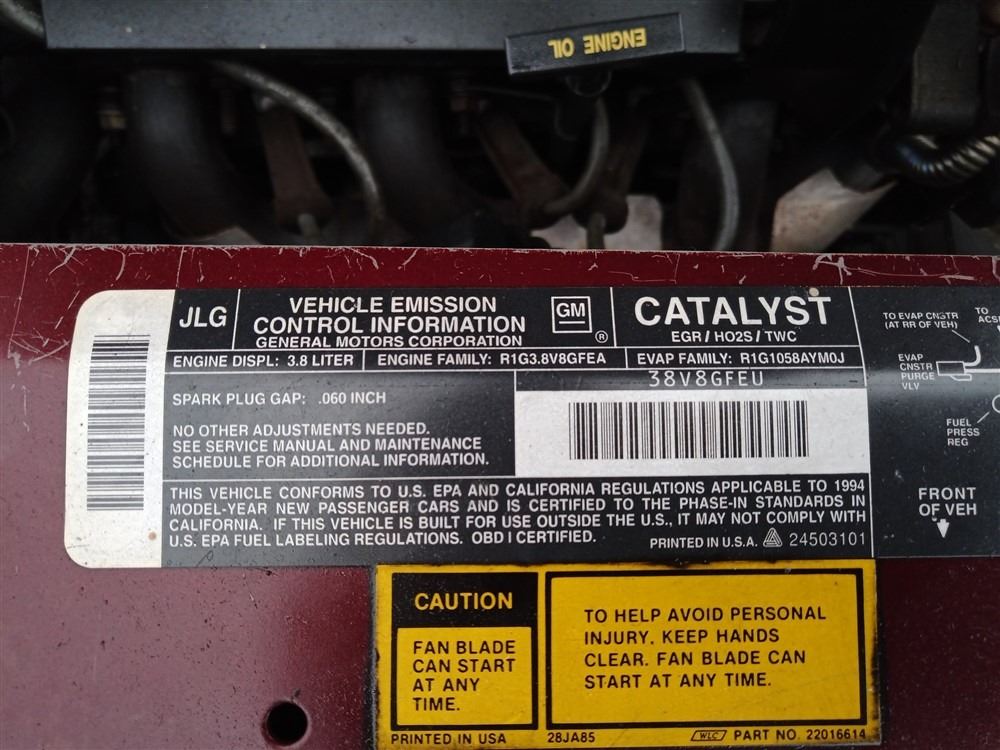 ENGINE OIL
JLG
VEHICLE EMISSION
CONTROL INFORMATION
GENERAL MOTORS CORPORATION
GM
®
CATALYST
EGR / HO2S / TWC
ENGINE DISPL: 3.8 LITER
ENGINE FAMILY: R1G3.8V8GFEA
EVAP FAMILY: R1G1058AYM0J
38V8GFEU
SPARK PLUG GAP: .060 INCH
NO OTHER ADJUSTMENTS NEEDED.
SEE SERVICE MANUAL AND MAINTENANCE
SCHEDULE FOR ADDITIONAL INFORMATION.
THIS VEHICLE CONFORMS TO U.S. EPA AND CALIFORNIA REGULATIONS APPLICABLE TO 1994
MODEL-YEAR NEW PASSENGER CARS AND IS CERTIFIED TO THE PHASE-IN STANDARDS IN
CALIFORNIA. IF THIS VEHICLE IS BUILT FOR USE OUTSIDE THE U.S., IT MAY NOT COMPLY WITH
U.S. EPA FUEL LABELING REGULATIONS. OBD I CERTIFIED.
PRINTED IN U.S.A. 24503101
TO EVAP CNSTR
(AT RR OF VEH)
TO
EVAP
CNSTR
PURGE
VLV
FUEL
PRESS
REG
FRONT
OF VEH
CAUTION
FAN BLADE
CAN START
AT ANY
TIME.
TO HELP AVOID PERSONAL
INJURY, KEEP HANDS
CLEAR. FAN BLADE CAN
START AT ANY TIME.
PRINTED IN USA
28JA85
WLC
PART NO. 22016614